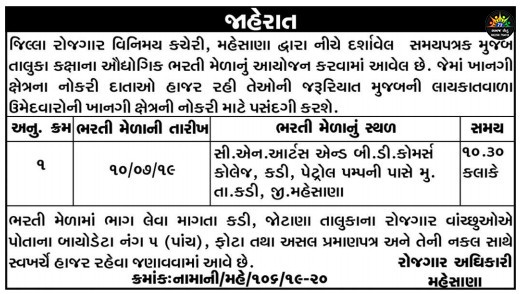 જાહેરાત
જિલ્લા રોજગાર વિનિમય કચેરી, મહેસાણા દ્વારા નીચે દર્શાવેલ સમયપત્રક મુજબ
તાલુકા કક્ષાના ઔધોગિક ભરતી મેળાનું આયોજન કરવામાં આવેલ છે. જેમાં ખાનગી
ક્ષેત્રના નોકરી દાતાઓ હાજર રહી તેઓની જરૂરિયાત મુજબની લાયકાતવાળા
ઉમેદવારોની ખાનગી ક્ષેત્રની નોકરી માટે પસંદગી કરશે.
અનુ. ક્રમ ભરતી મેળાની તારીખ ભરતી મેળાનું સ્થળ સમય
૧ ૧૦/૦૭/૧૯ સી.એન.આર્ટસ એન્ડ બી.ડી.કોમર્સ ૧૦.૩૦
કોલેજ, કડી, પેટ્રોલ પમ્પની પાસે મુ. કલાકે
તા.કડી, જી.મહેસાણા
ભરતી મેળામાં ભાગ લેવા માગતા કડી, જોટાણા તાલુકાના રોજગાર વાંચ્છુઓએ
પોતાના બાયોડેટા નંગ ૫ (પાંચ), ફોટા તથા અસલ પ્રમાણપત્ર અને તેની નકલ સાથે
સ્વખર્ચે હાજર રહેવા જણાવવામાં આવે છે. રોજગાર અધિકારી
ક્રમાંક:નામાની/મહે/૧૦૬/૧૯-૨૦ મહેસાણા